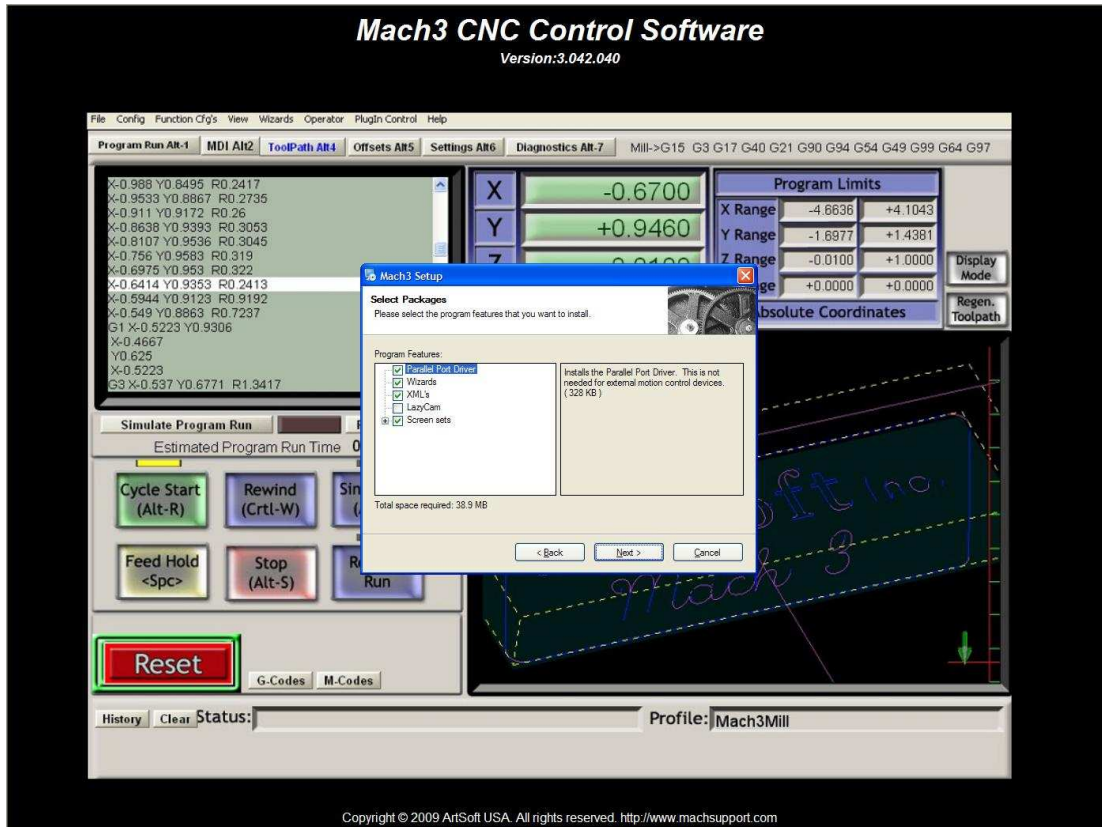 Mach3 CNC Control Software
Version:3.042.040
File Config Function Cfg's View Wizards Operator PlugIn Control Help
Program Run Alt-1 MDI Alt2 ToolPath Alt4 Offsets Alt5 Settings Alt6 Diagnostics Alt-7 Mill->G15 G3 G17 G40 G21 G90 G94 G54 G49 G99 G64 G97
X-0.988 Y0.8495 R0.2417
X-0.9533 Y0.8867 R0.2735
X-0.911 Y0.9172 R0.26
X-0.8638 Y0.9393 R0.3053
X-0.8107 Y0.9536 R0.3045
X-0.756 Y0.9583 R0.319
X-0.6975 Y0.953 R0.322
X-0.6414 Y0.9353 R0.2413
X-0.5944 Y0.9123 R0.9192
X-0.549 Y0.8863 R0.7237
G1 X-0.5223 Y0.9306
X-0.4667
Y0.625
X-0.5223
G3 X-0.537 Y0.6771 R1.3417
X -0.6700
Y +0.9460
Z
Program Limits
X Range -4.6636 +4.1043
Y Range -1.6977 +1.4381
Z Range -0.0100 +1.0000
+0.0000 +0.0000
Absolute Coordinates
Display
Mode
Regen.
Toolpath
Mach3 Setup
Select Packages
Please select the program features that you want to install.
Program Features:
Parallel Port Driver
Wizards
XML's
LazyCam
Screen sets
Installs the Parallel Port Driver. This is not
needed for external motion control devices.
( 328 KB )
Total space required: 38.9 MB
< Back Next > Cancel
Simulate Program Run
Estimated Program Run Time
Cycle Start
(Alt-R)
Rewind
(Crtl-W)
Feed Hold
<Spc>
Stop
(Alt-S)
Run
Reset
G-Codes M-Codes
Inc.
Mach 3
History Clear Status:
Profile: Mach3Mill
Copyright © 2009 ArtSoft USA. All rights reserved. http://www.machsupport.com